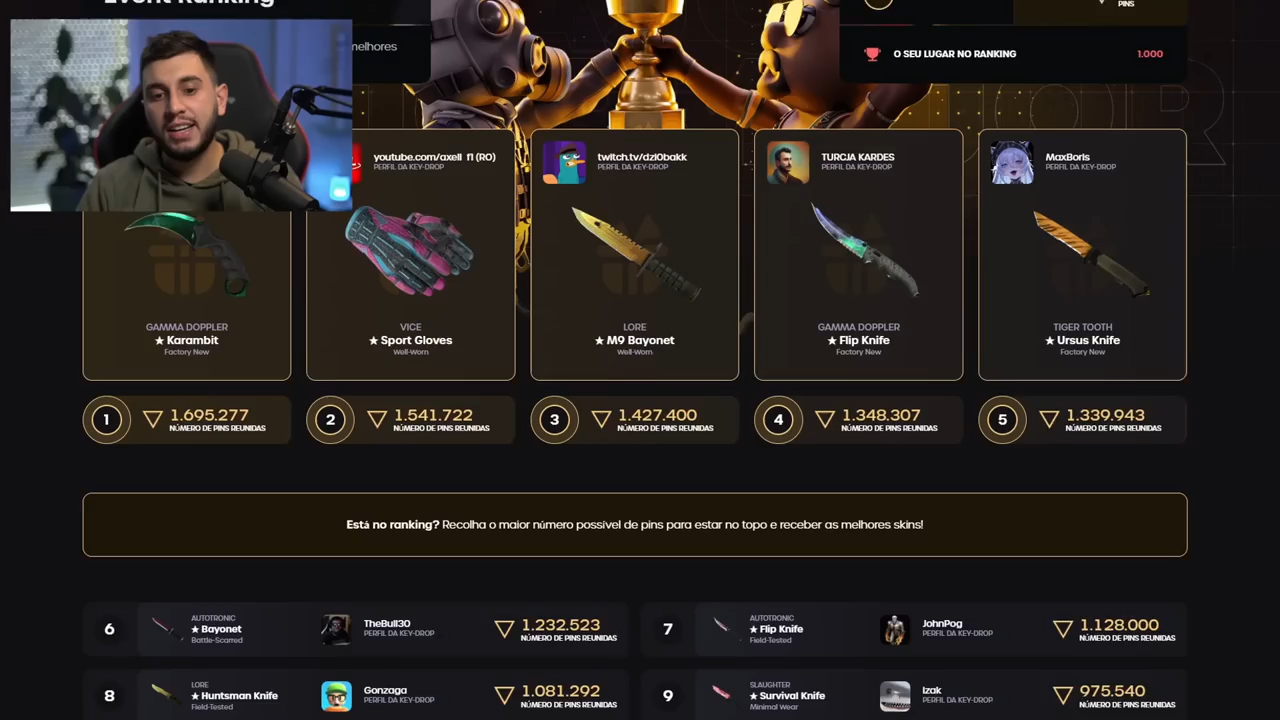 Event Ranking
PINS
melhores
O SEU LUGAR NO RANKING
1.000
youtube.com/axell fl (RO)
PERFIL DA KEY-DROP
twitch.tv/dzi0bakk
PERFIL DA KEY-DROP
TURCJA KARDES
PERFIL DA KEY-DROP
MaxBoris
PERFIL DA KEY-DROP
GAMMA DOPPLER
★ Karambit
Factory New
VICE
★ Sport Gloves
Well-Worn
LORE
★ M9 Bayonet
Well-Worn
GAMMA DOPPLER
★ Flip Knife
Factory New
TIGER TOOTH
★ Ursus Knife
Factory New
1
1.695.277
NÚMERO DE PINS REUNIDAS
2
1.541.722
NÚMERO DE PINS REUNIDAS
3
1.427.400
NÚMERO DE PINS REUNIDAS
4
1.348.307
NÚMERO DE PINS REUNIDAS
5
1.339.943
NÚMERO DE PINS REUNIDAS
Está no ranking? Recolha o maior número possível de pins para estar no topo e receber as melhores skins!
6
AUTOTRONIC
★ Bayonet
Battle-Scarred
TheBull30
PERFIL DA KEY-DROP
1.232.523
NÚMERO DE PINS REUNIDAS
7
AUTOTRONIC
★ Flip Knife
Field-Tested
JohnPog
PERFIL DA KEY-DROP
1.128.000
NÚMERO DE PINS REUNIDAS
8
LORE
★ Huntsman Knife
Field-Tested
Gonzaga
PERFIL DA KEY-DROP
1.081.292
NÚMERO DE PINS REUNIDAS
9
SLAUGHTER
★ Survival Knife
Minimal Wear
Izak
PERFIL DA KEY-DROP
975.540
NÚMERO DE PINS REUNIDAS